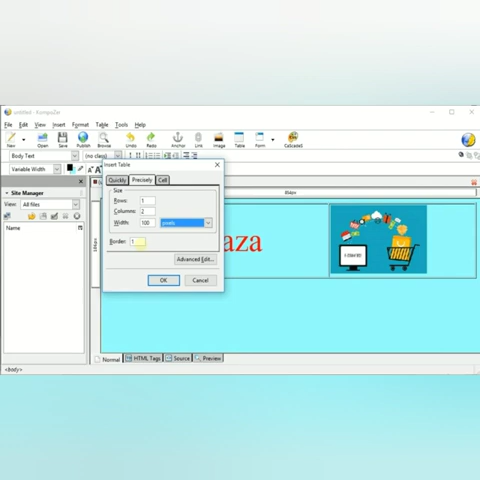 untitled - KompoZer
File Edit View Insert Format Table Tools Help
New Open Save Publish Browse Undo Redo Anchor Link Image Table Form CaScadeS
Body Text (no class)
Variable Width
Insert Table
Site Manager
Quickly Precisely Cell
View: All files
Size
Rows: 1
Name
Columns: 2
Width: 100 pixels
aza
Border: 1
Advanced Edit...
OK Cancel
Normal HTML Tags Source Preview
<body>